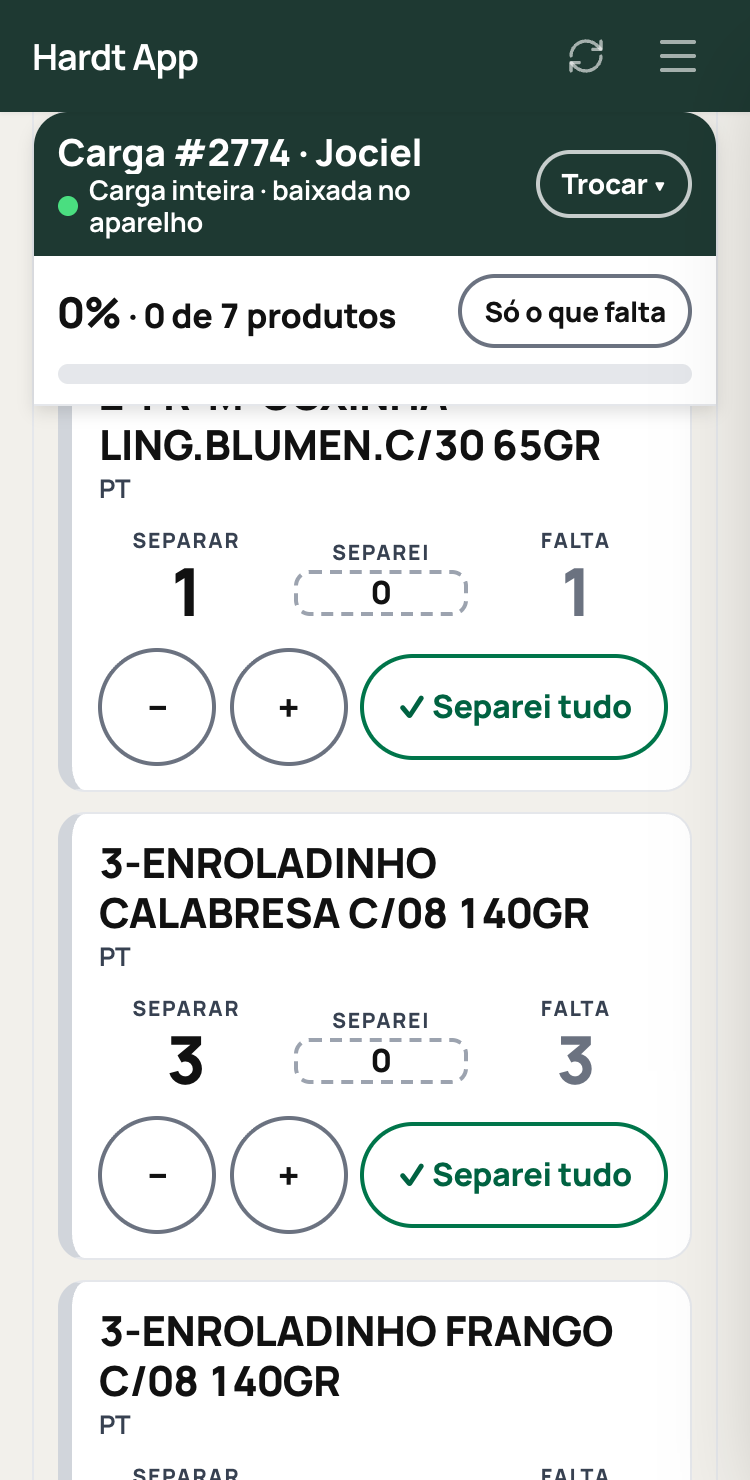 Hardt App
Carga #2774 · Jociel
Carga inteira · baixada no
aparelho
Trocar ▾
0% · 0 de 7 produtos
Só o que falta
LING.BLUMEN.C/30 65GR
PT
SEPARAR
SEPAREI
FALTA
1
0
1
−
+
✓ Separei tudo
3-ENROLADINHO
CALABRESA C/08 140GR
PT
SEPARAR
SEPAREI
FALTA
3
0
3
−
+
✓ Separei tudo
3-ENROLADINHO FRANGO
C/08 140GR
PT
SEPARAR
FALTA